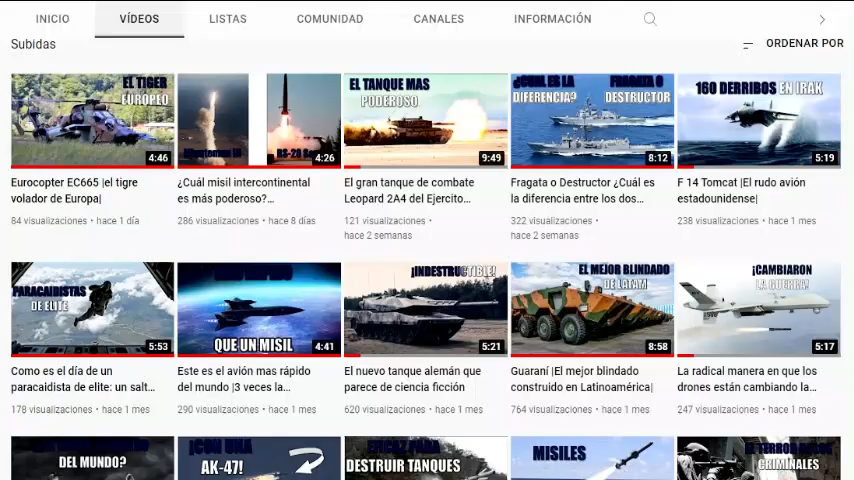 INICIO VÍDEOS LISTAS COMUNIDAD CANALES INFORMACIÓN
Subidas ORDENAR POR
EL TIGER
EUROPEO
4:46
4:26
EL TANQUE MAS
PODEROSO
9:49
¿CUAL ES LA
DIFERENCIA?
FRAGATA O
DESTRUCTOR
8:12
160 DERRIBOS EN IRAK
5:19
Eurocopter EC665 |el tigre
volador de Europa|
84 visualizaciones • hace 1 día
¿Cuál misil intercontinental
es más poderoso?...
286 visualizaciones • hace 8 días
El gran tanque de combate
Leopard 2A4 del Ejercito...
121 visualizaciones •
hace 2 semanas
Fragata o Destructor ¿Cuál es
la diferencia entre los dos...
322 visualizaciones •
hace 2 semanas
F 14 Tomcat |El rudo avión
estadounidense|
238 visualizaciones • hace 1 mes
PARACAIDISTAS
DE ELITE
5:53
QUE UN MISIL
4:41
¡INDESTRUCTIBLE!
5:21
EL MEJOR BLINDADO
DE LATAM
8:58
¡CAMBIARON
LA GUERRA!
5:17
Como es el día de un
paracaidista de elite: un salt...
178 visualizaciones • hace 1 mes
Este es el avión mas rápido
del mundo |3 veces la...
290 visualizaciones • hace 1 mes
El nuevo tanque alemán que
parece de ciencia ficción
620 visualizaciones • hace 1 mes
Guaraní |El mejor blindado
construido en Latinoamérica|
764 visualizaciones • hace 1 mes
La radical manera en que los
drones están cambiando la...
247 visualizaciones • hace 1 mes
DEL MUNDO?
¡CON UNA
AK-47!
EFICAZ PARA
DESTRUIR TANQUES
MISILES
EL TERROR
CRIMINALES